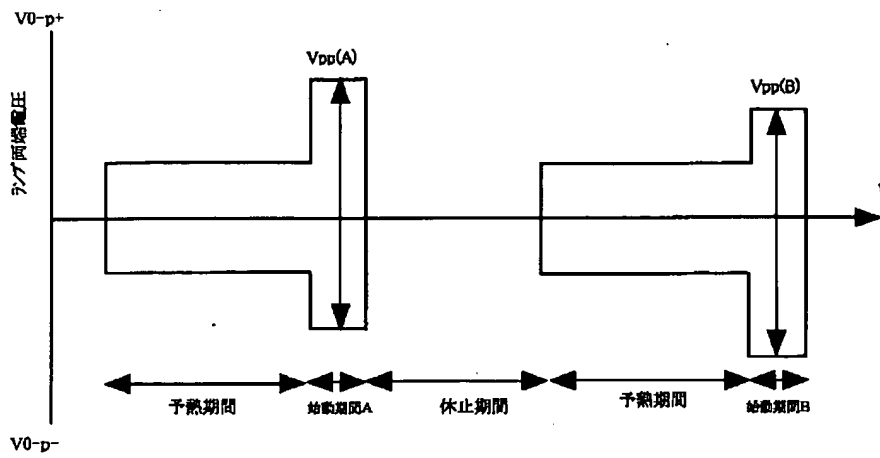 V0-p+
Vpp(A)
Vpp(B)
ランプ両端電圧
予熱期間
始動期間A
休止期間
予熱期間
始動期間B
V0-p-